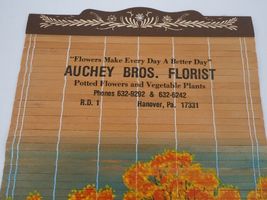 "Flowers Make Every Day A Better Day"
AUCHEY BROS. FLORIST
Potted Flowers and Vegetable Plants
Phones 632-9292 & 632-6242
R.D. 1 Hanover, Pa. 17331